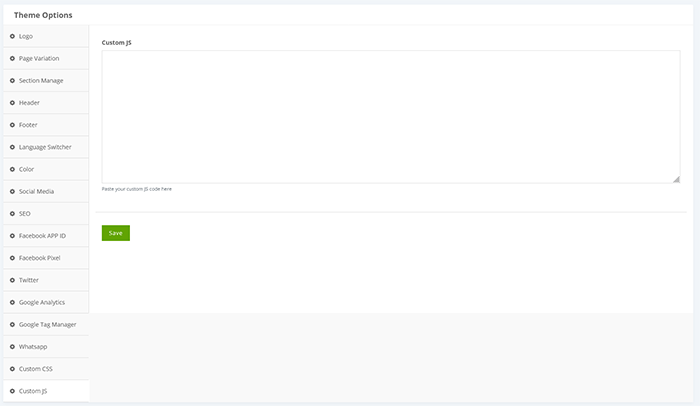 Theme Options
Logo
Page Variation
Section Manage
Header
Footer
Language Switcher
Color
Social Media
SEO
Facebook APP ID
Facebook Pixel
Twitter
Google Analytics
Google Tag Manager
Whatsapp
Custom CSS
Custom JS
Custom JS
Paste your custom JS code here
Save